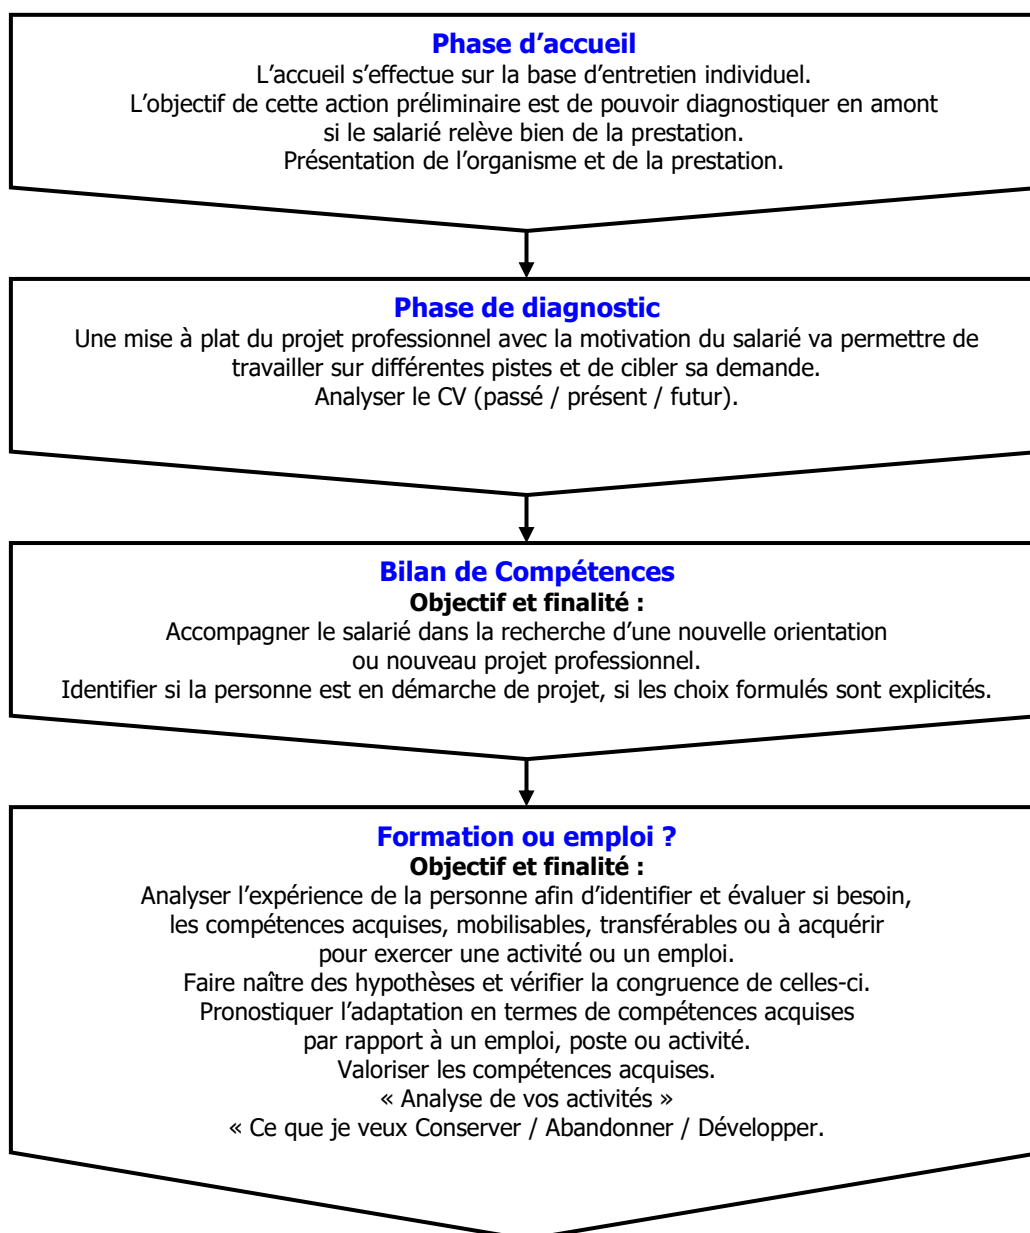 Phase d’accueil
L’accueil s’effectue sur la base d’entretien individuel.
L’objectif de cette action préliminaire est de pouvoir diagnostiquer en amont
si le salarié relève bien de la prestation.
Présentation de l’organisme et de la prestation.
Phase de diagnostic
Une mise à plat du projet professionnel avec la motivation du salarié va permettre de
travailler sur différentes pistes et de cibler sa demande.
Analyser le CV (passé / présent / futur).
Bilan de Compétences
Objectif et finalité :
Accompagner le salarié dans la recherche d’une nouvelle orientation
ou nouveau projet professionnel.
Identifier si la personne est en démarche de projet, si les choix formulés sont explicités.
Formation ou emploi ?
Objectif et finalité :
Analyser l’expérience de la personne afin d’identifier et évaluer si besoin,
les compétences acquises, mobilisables, transférables ou à acquérir
pour exercer une activité ou un emploi.
Faire naître des hypothèses et vérifier la congruence de celles-ci.
Pronostiquer l’adaptation en termes de compétences acquises
par rapport à un emploi, poste ou activité.
Valoriser les compétences acquises.
« Analyse de vos activités »
« Ce que je veux Conserver / Abandonner / Développer.